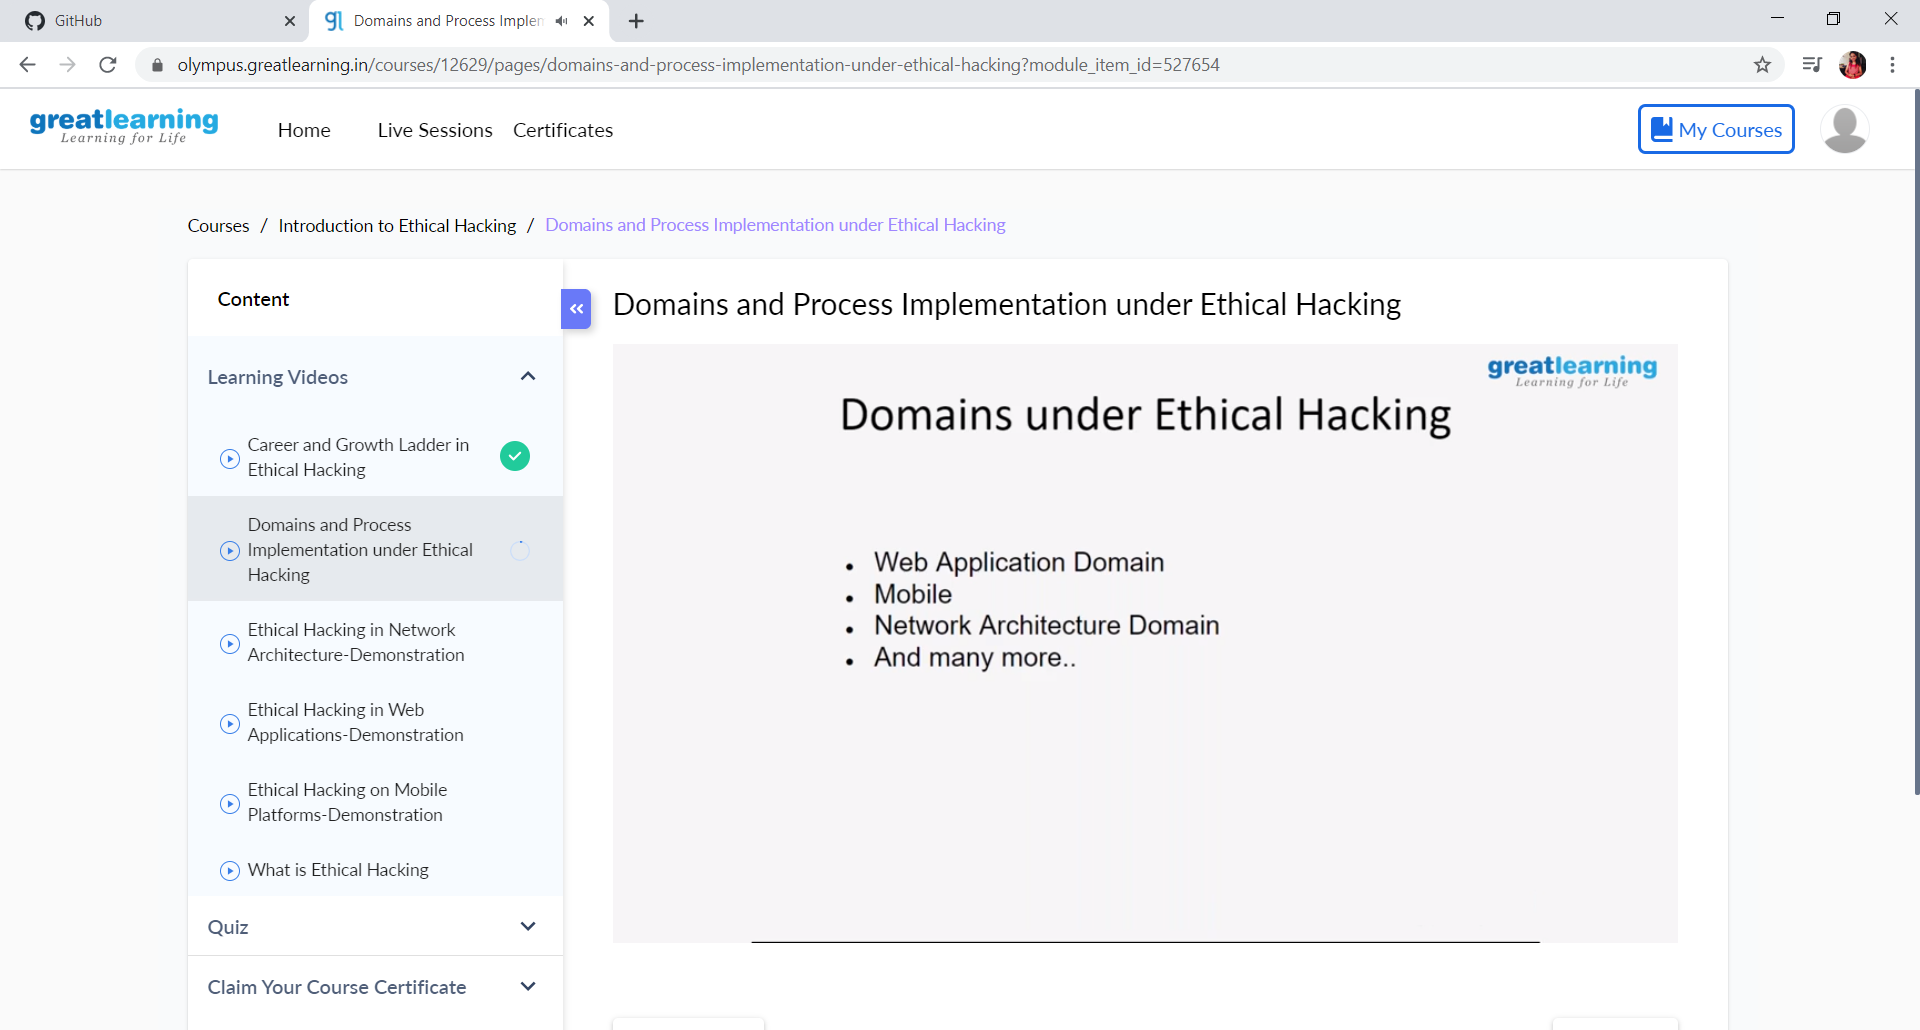 GitHub
Domains and Process Implen
olympus.greatlearning.in/courses/12629/pages/domains-and-process-implementation-under-ethical-hacking?module_item_id=527654
greatlearning
Learning for Life
Home
Live Sessions
Certificates
My Courses
Courses / Introduction to Ethical Hacking / Domains and Process Implementation under Ethical Hacking
Content
Learning Videos
Career and Growth Ladder in
Ethical Hacking
Domains and Process
Implementation under Ethical
Hacking
Ethical Hacking in Network
Architecture-Demonstration
Ethical Hacking in Web
Applications-Demonstration
Ethical Hacking on Mobile
Platforms-Demonstration
What is Ethical Hacking
Quiz
Claim Your Course Certificate
Domains and Process Implementation under Ethical Hacking
greatlearning
Learning for Life
Domains under Ethical Hacking
• Web Application Domain
• Mobile
• Network Architecture Domain
• And many more..